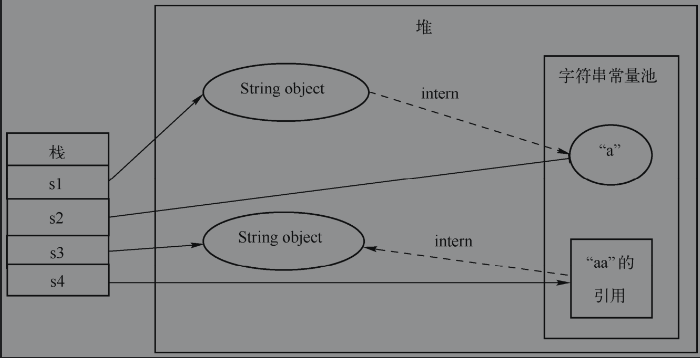 堆
字符串常量池
String object
intern
“a”
栈
s1
s2
s3
s4
String object
intern
“aa”的
引用